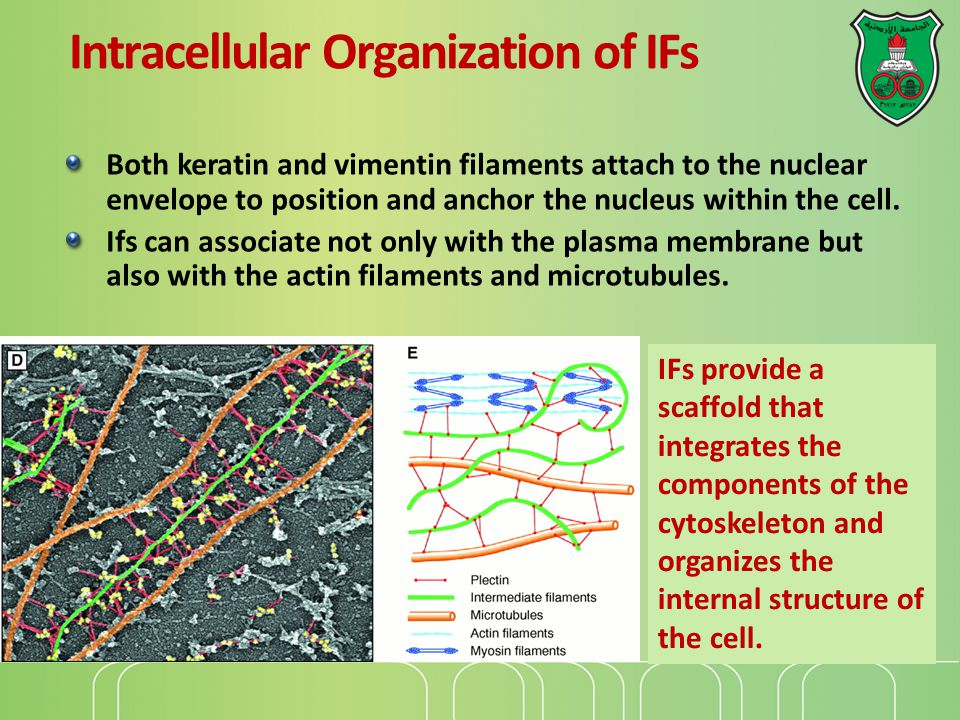 Intracellular Organization of IFs
Both keratin and vimentin filaments attach to the nuclear
envelope to position and anchor the nucleus within the cell.
Ifs can associate not only with the plasma membrane but
also with the actin filaments and microtubules.
D
E
Plectin
Intermediate filaments
Microtubules
Actin filaments
Myosin filaments
IFs provide a
scaffold that
integrates the
components of the
cytoskeleton and
organizes the
internal structure of
the cell.
الجامعة الأردنية